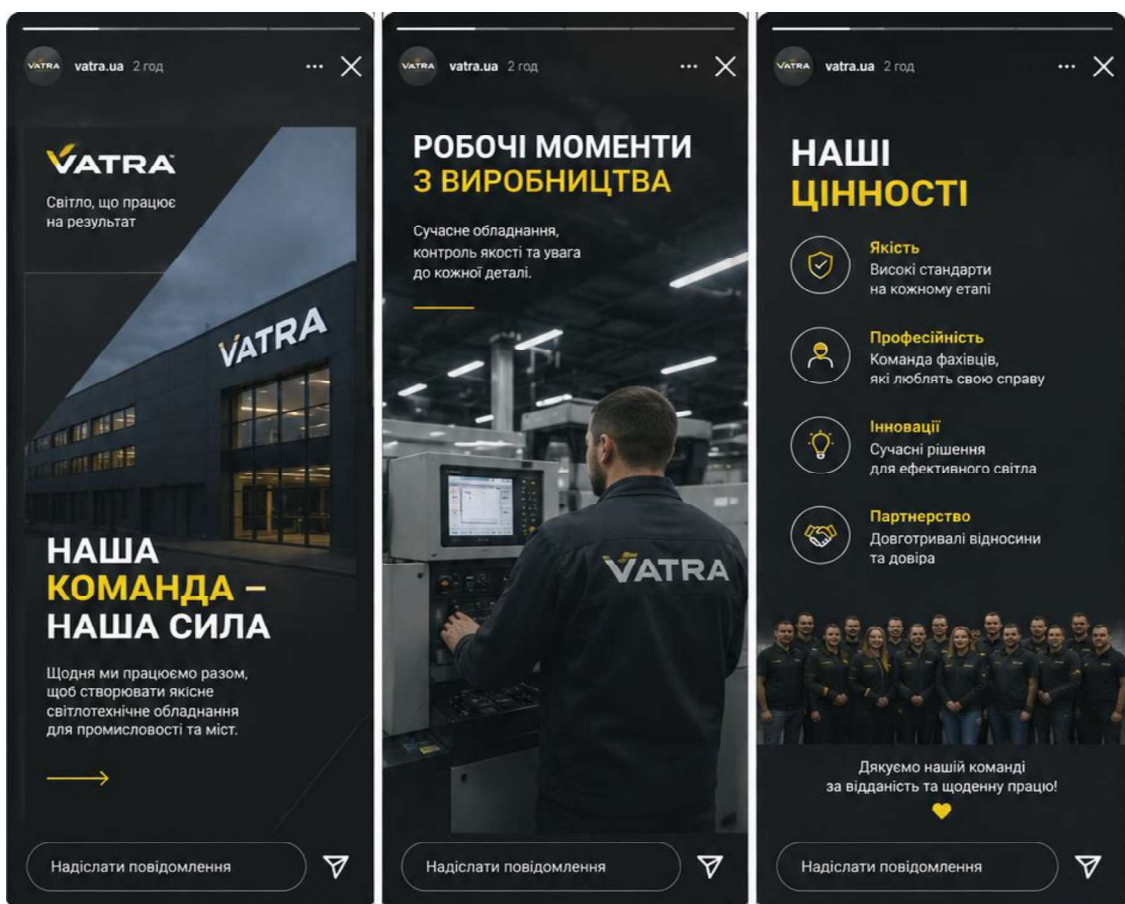 VATRA
vatra.ua 2 год
VATRA
Світло, що працює
на результат
VATRA
НАША
КОМАНДА –
НАША СИЛА
Щодня ми працюємо разом,
щоб створювати якісне
світлотехнічне обладнання
для промисловості та міст.
Надіслати повідомлення
VATRA
vatra.ua 2 год
РОБОЧІ МОМЕНТИ
З ВИРОБНИЦТВА
Сучасне обладнання,
контроль якості та увага
до кожної деталі.
VATRA
Надіслати повідомлення
VATRA
vatra.ua 2 год
НАШІ
ЦІННОСТІ
Якість
Високі стандарти
на кожному етапі
Професійність
Команда фахівців,
які люблять свою справу
Інновації
Сучасні рішення
для ефективного світла
Партнерство
Довготривалі відносини
та довіра
Дякуємо нашій команді
за відданість та щоденну працю!
Надіслати повідомлення